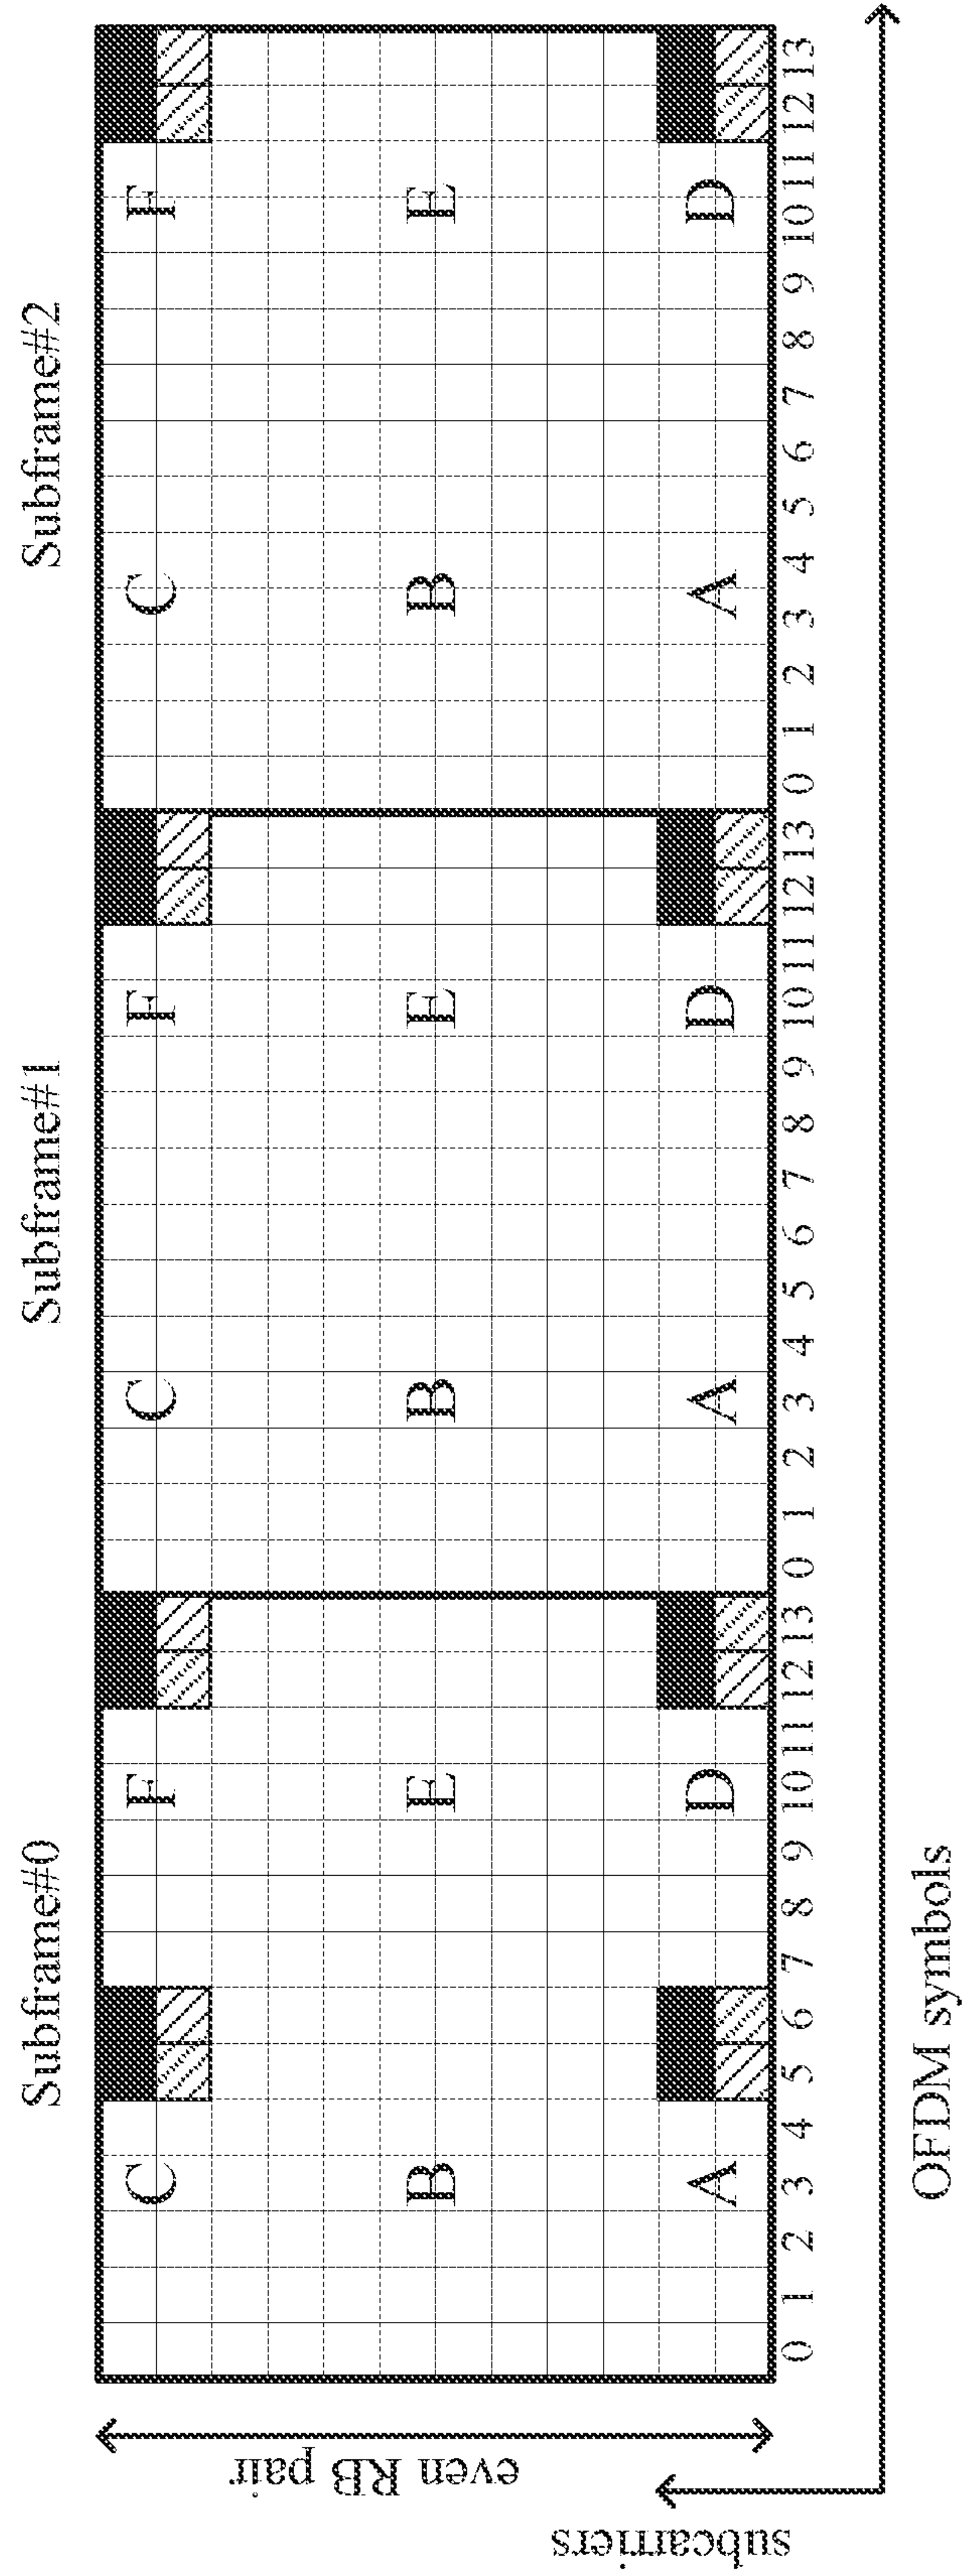 Subframe#0 Subframe#1 Subframe#2
C F C F C F
even RB pair
B E B E B E
A D A D A D
subcarriers
0 1 2 3 4 5 6 7 8 9 10 11 12 13 0 1 2 3 4 5 6 7 8 9 10 11 12 13 0 1 2 3 4 5 6 7 8 9 10 11 12 13
OFDM symbols